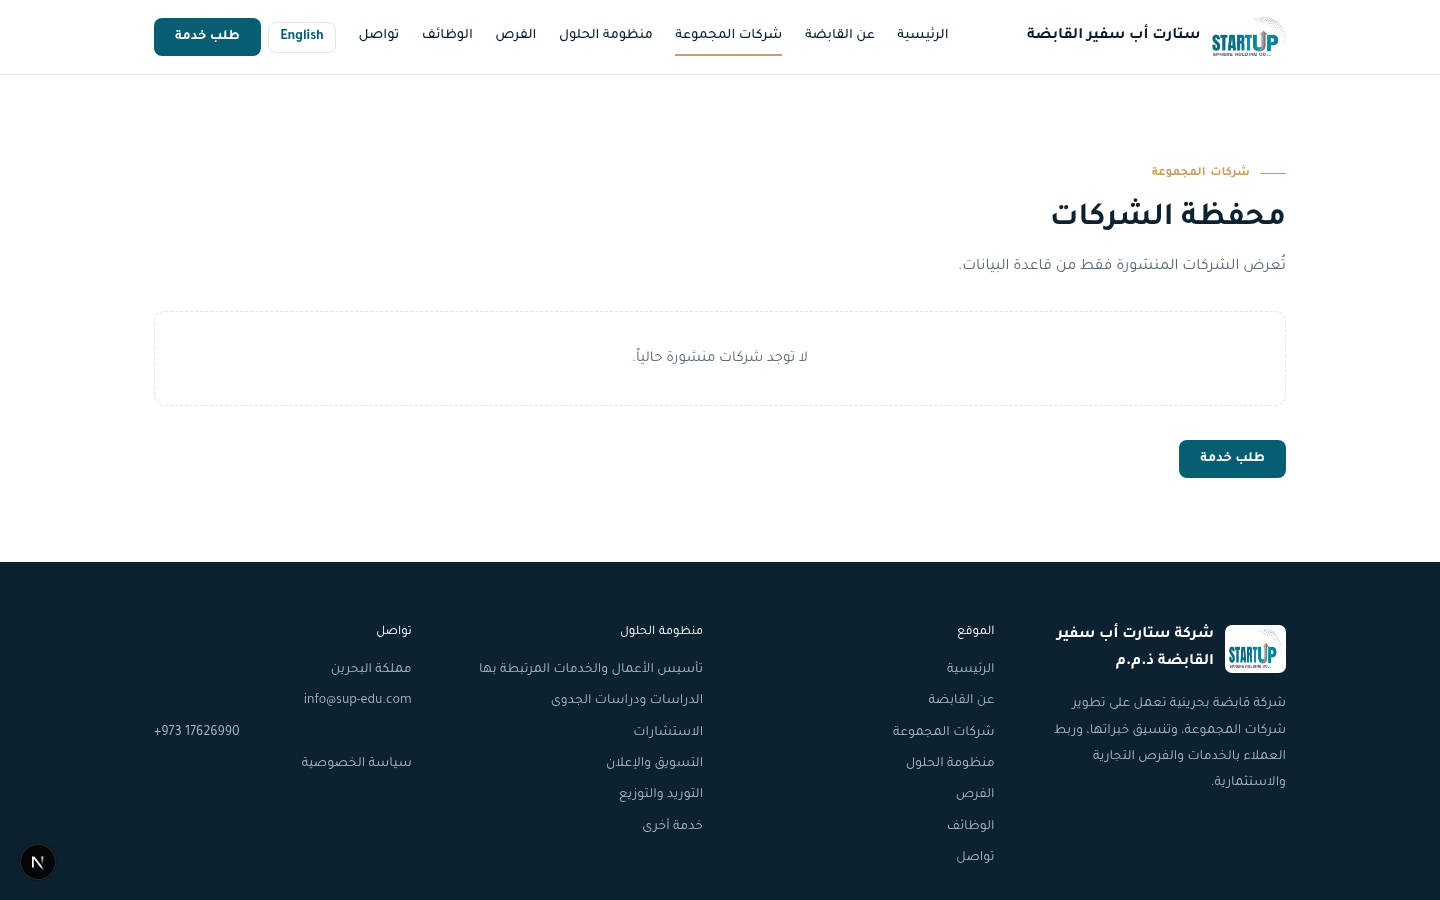 STARTUP
SPHERE HOLDING CO...
ستارت أب سفير القابضة
الرئيسية
عن القابضة
شركات المجموعة
منظومة الحلول
الفرص
الوظائف
تواصل
English
طلب خدمة
شركات المجموعة
محفظة الشركات
تُعرض الشركات المنشورة فقط من قاعدة البيانات.
لا توجد شركات منشورة حالياً.
طلب خدمة
STARTUP
شركة ستارت أب سفير
القابضة ذ.م.م
شركة قابضة بحرينية تعمل على تطوير
شركات المجموعة، وتنسيق خبراتها، وربط
العملاء بالخدمات والفرص التجارية
والاستثمارية.
الموقع
الرئيسية
عن القابضة
شركات المجموعة
منظومة الحلول
الفرص
الوظائف
تواصل
منظومة الحلول
تأسيس الأعمال والخدمات المرتبطة بها
الدراسات ودراسات الجدوى
الاستشارات
التسويق والإعلان
التوريد والتوزيع
خدمة أخرى
تواصل
مملكة البحرين
info@sup-edu.com
+973 17626990
سياسة الخصوصية
N